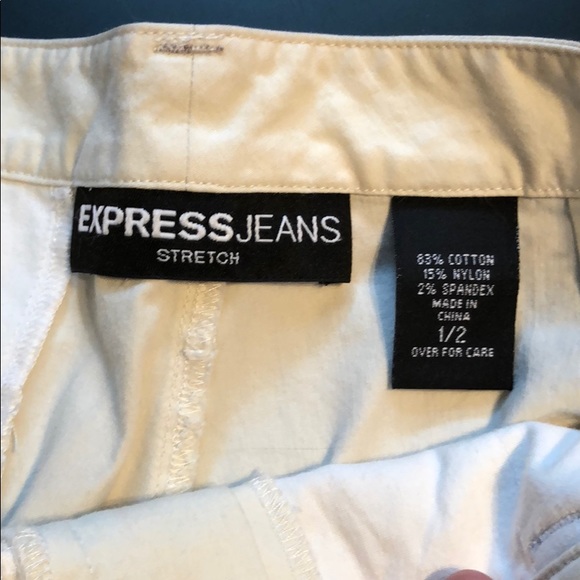 EXPRESSJEANS
STRETCH
83% COTTON
15% NYLON
2% SPANDEX
MADE IN
CHINA
1/2
OVER FOR CARE